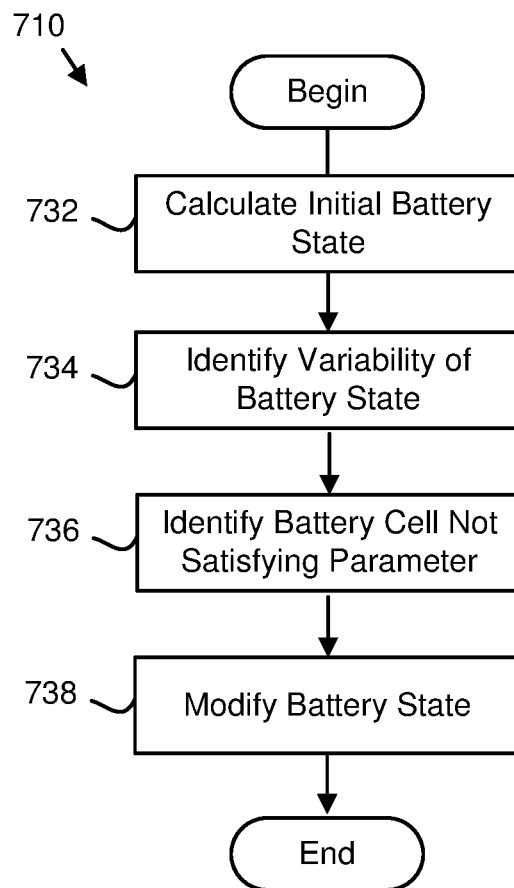 710
Begin
732
Calculate Initial Battery
State
734
Identify Variability of
Battery State
736
Identify Battery Cell Not
Satisfying Parameter
738
Modify Battery State
End